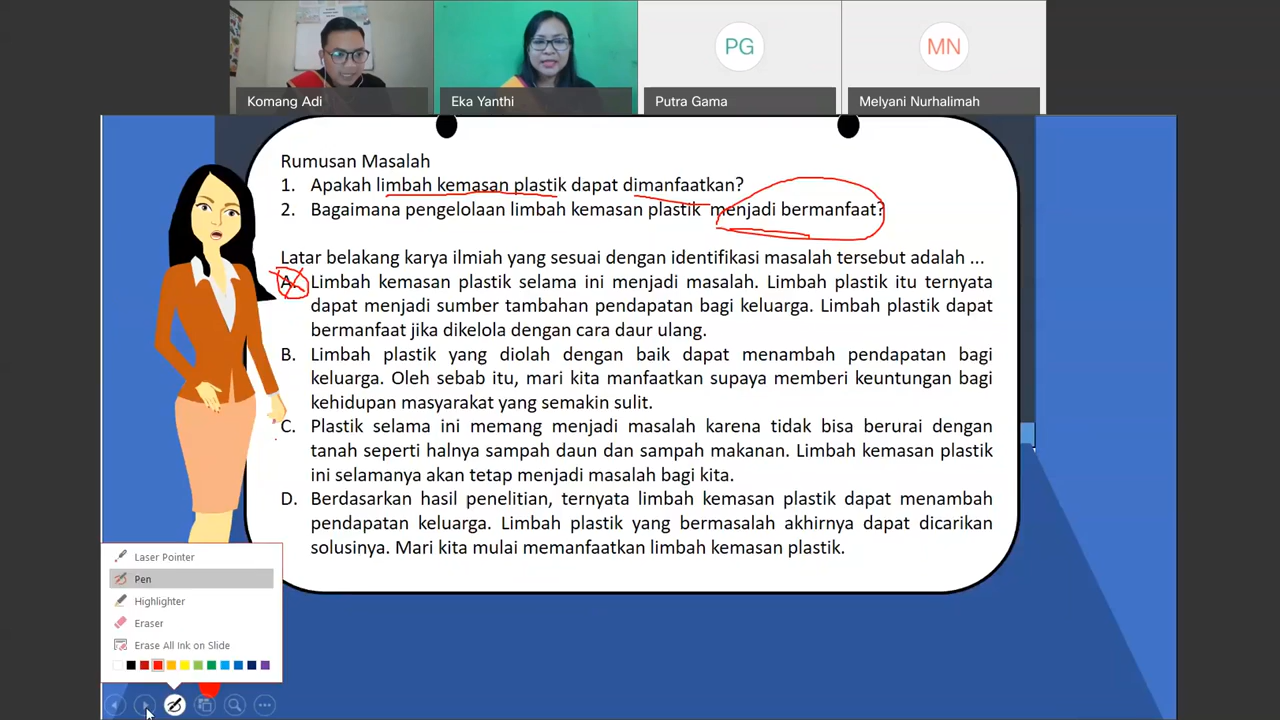 PG
MN
Komang Adi
Eka Yanthi
Putra Gama
Melyani Nurhalimah
Rumusan Masalah
1. Apakah limbah kemasan plastik dapat dimanfaatkan?
2. Bagaimana pengelolaan limbah kemasan plastik menjadi bermanfaat?
Latar belakang karya ilmiah yang sesuai dengan identifikasi masalah tersebut adalah ...
A. Limbah kemasan plastik selama ini menjadi masalah. Limbah plastik itu ternyata
dapat menjadi sumber tambahan pendapatan bagi keluarga. Limbah plastik dapat
bermanfaat jika dikelola dengan cara daur ulang.
B. Limbah plastik yang diolah dengan baik dapat menambah pendapatan bagi
keluarga. Oleh sebab itu, mari kita manfaatkan supaya memberi keuntungan bagi
kehidupan masyarakat yang semakin sulit.
C. Plastik selama ini memang menjadi masalah karena tidak bisa berurai dengan
tanah seperti halnya sampah daun dan sampah makanan. Limbah kemasan plastik
ini selamanya akan tetap menjadi masalah bagi kita.
D. Berdasarkan hasil penelitian, ternyata limbah kemasan plastik dapat menambah
pendapatan keluarga. Limbah plastik yang bermasalah akhirnya dapat dicarikan
solusinya. Mari kita mulai memanfaatkan limbah kemasan plastik.
Laser Pointer
Pen
Highlighter
Eraser
Erase All Ink on Slide